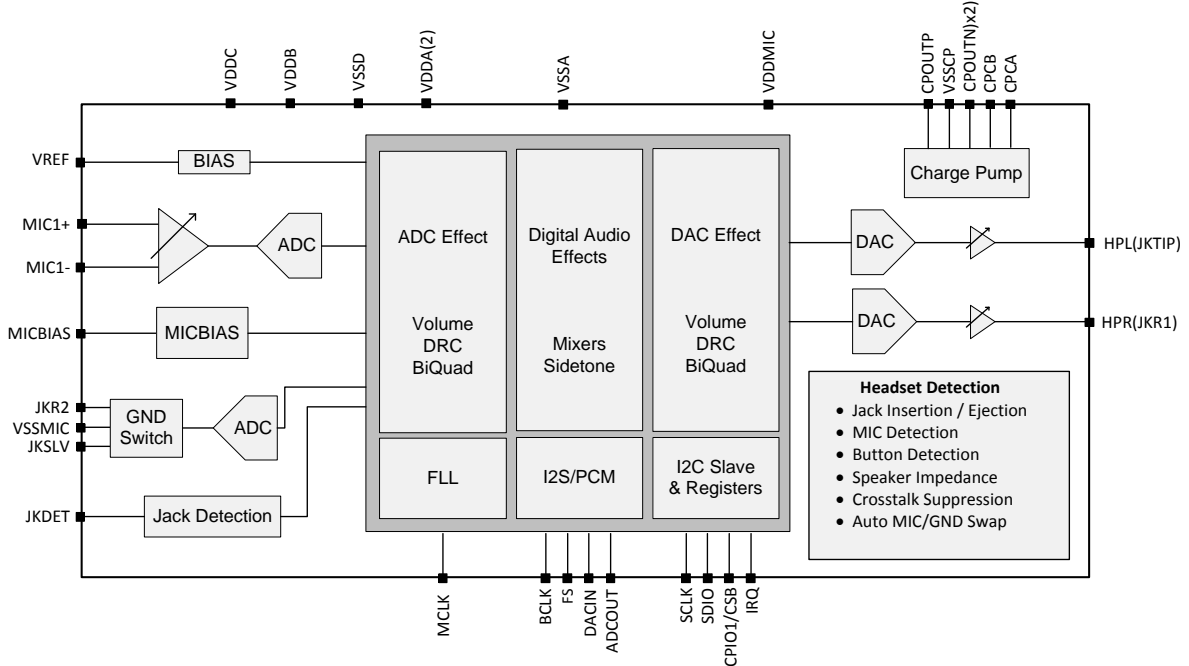 VDDC
VDDB
VSSD
VDDA(2)
VSSA
VDDMIC
CPOUTP
VSSCP
CPOUTN)x2)
CPCB
CPCA
VREF
BIAS
Charge Pump
MIC1+
MIC1-
ADC
MICBIAS
MICBIAS
JKR2
VSSMIC
JKSLV
GND
Switch
ADC
JKDET
Jack Detection
ADC Effect
Volume
DRC
BiQuad
Digital Audio
Effects
Mixers
Sidetone
DAC Effect
Volume
DRC
BiQuad
FLL
I2S/PCM
I2C Slave
& Registers
DAC
HPL(JKTIP)
DAC
HPR(JKR1)
Headset Detection
● Jack Insertion / Ejection
● MIC Detection
● Button Detection
● Speaker Impedance
● Crosstalk Suppression
● Auto MIC/GND Swap
MCLK
BCLK
FS
DACIN
ADCOUT
SCLK
SDIO
CPIO1/CSB
IRQ